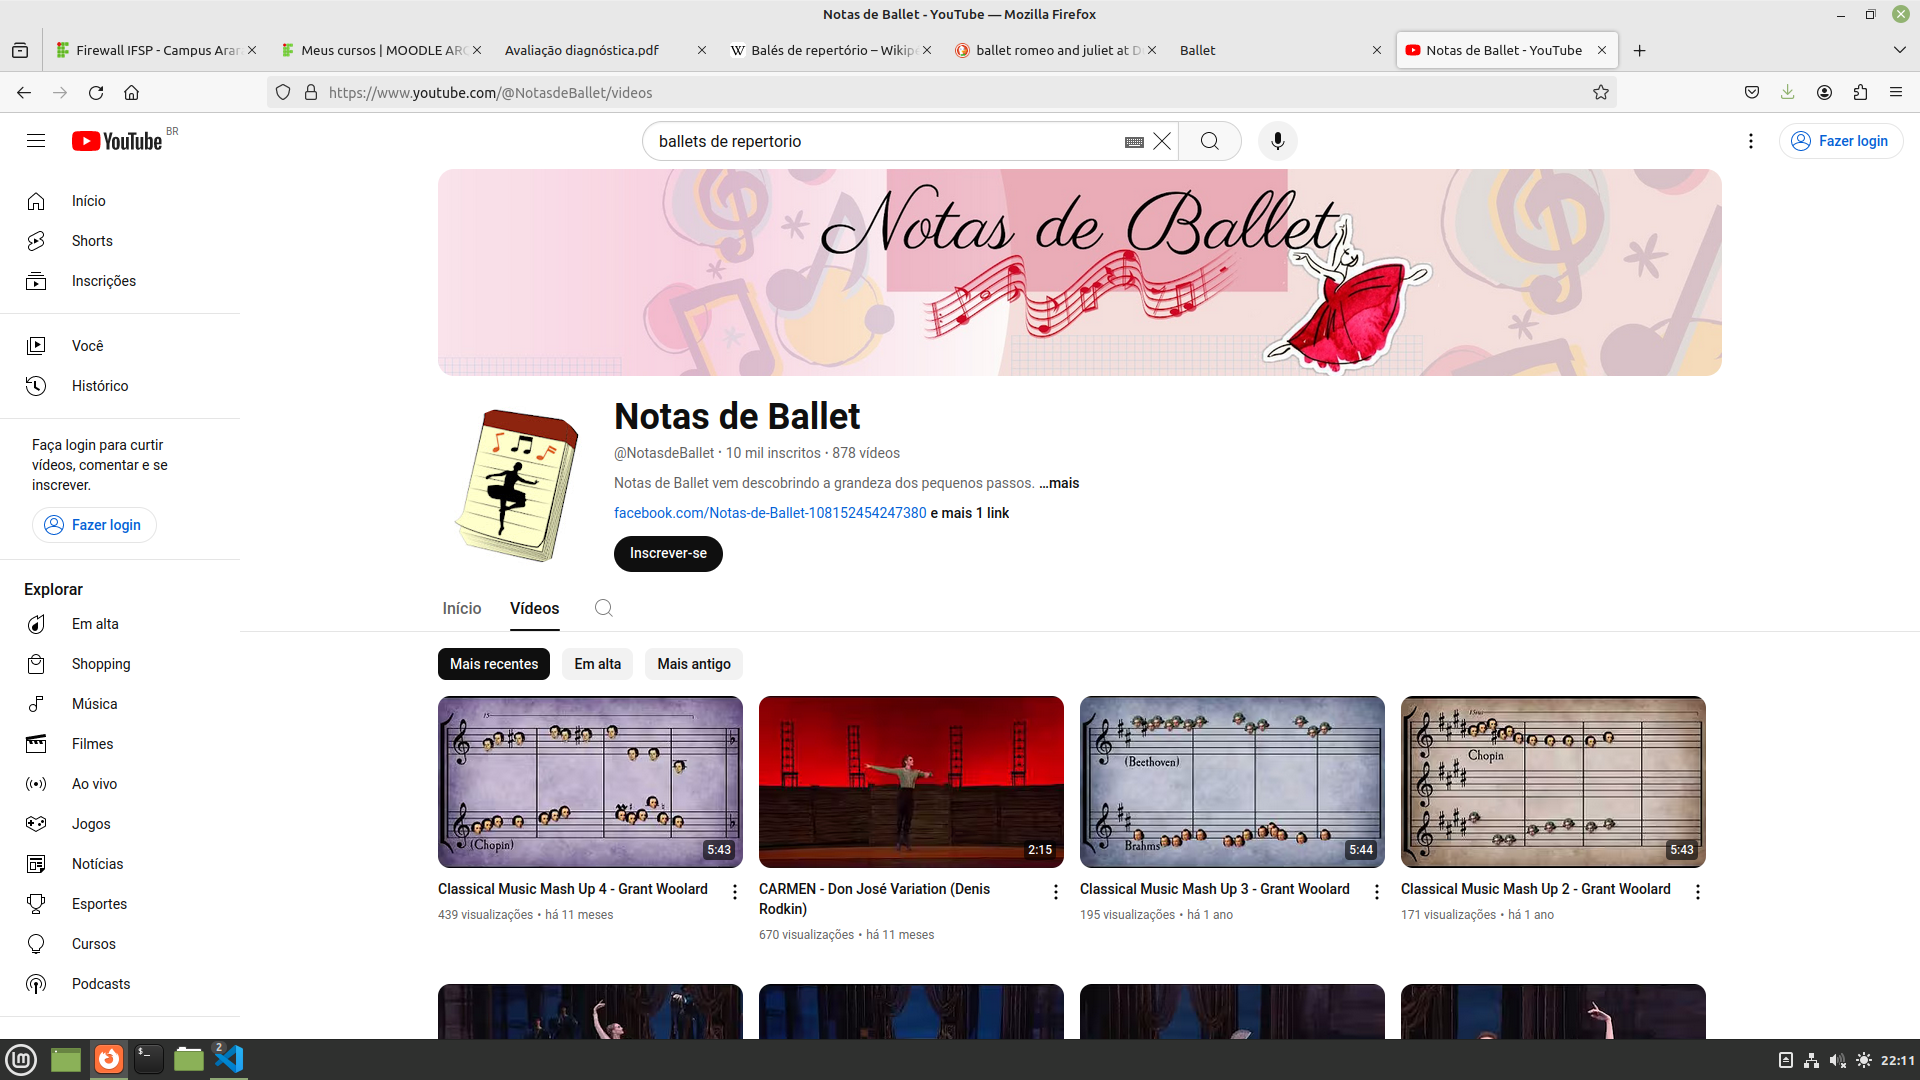 Notas de Ballet - YouTube — Mozilla Firefox
Firewall IFSP - Campus Arar
Meus cursos | MOODLE ARQ
Avaliação diagnóstica.pdf
Balés de repertório – Wikipé
ballet romeo and juliet at D
Ballet
Notas de Ballet - YouTube
https://www.youtube.com/@NotasdeBallet/videos
YouTube BR
ballets de repertorio
Fazer login
Início
Shorts
Inscrições
Você
Histórico
Faça login para curtir
vídeos, comentar e se
inscrever.
Fazer login
Explorar
Em alta
Shopping
Música
Filmes
Ao vivo
Jogos
Notícias
Esportes
Cursos
Podcasts
Notas de Ballet
Notas de Ballet
@NotasdeBallet • 10 mil inscritos • 878 vídeos
Notas de Ballet vem descobrindo a grandeza dos pequenos passos. ...mais
facebook.com/Notas-de-Ballet-108152454247380 e mais 1 link
Inscrever-se
Início
Vídeos
Mais recentes
Em alta
Mais antigo
15
(Chopin)
5:43
Classical Music Mash Up 4 - Grant Woolard
439 visualizações • há 11 meses
2:15
CARMEN - Don José Variation (Denis
Rodkin)
670 visualizações • há 11 meses
(Beethoven)
Brahms
5:44
Classical Music Mash Up 3 - Grant Woolard
195 visualizações • há 1 ano
Chopin
5:43
Classical Music Mash Up 2 - Grant Woolard
171 visualizações • há 1 ano
2
22:11